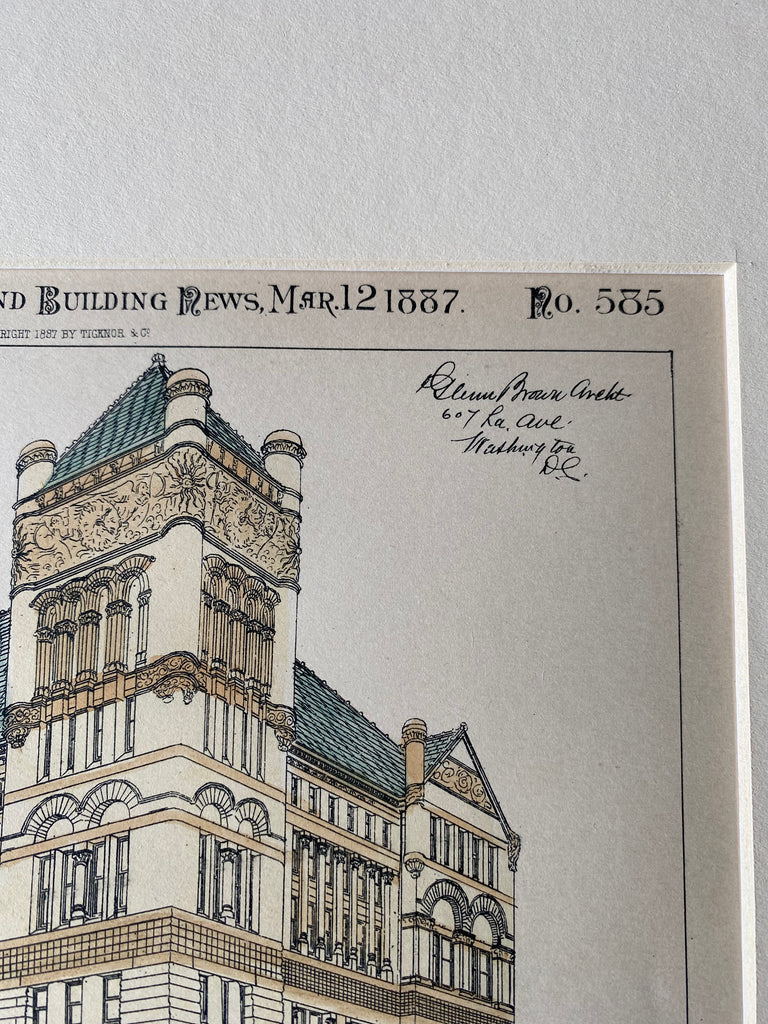 ND BUILDING NEWS, MAR. 12 1887. NO. 585
RIGHT 1887 BY TICKNOR & CO
Glenn Brown Archt.
607 La. Ave.
Washington
D.C.